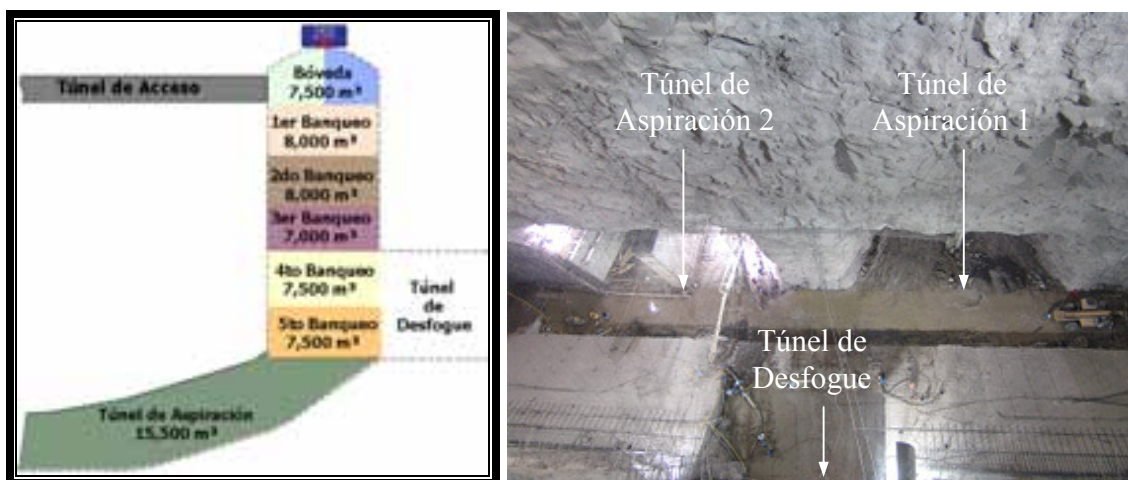 Túnel de Acceso
Bóveda
7,500 m³
1er Banqueo
8,000 m³
2do Banqueo
8,000 m³
3er Banqueo
7,000 m³
4to Banqueo
7,500 m³
5to Banqueo
7,500 m³
Túnel
de
Desfogue
Túnel de Aspiración
15,500 m³
Túnel de
Aspiración 2
Túnel de
Aspiración 1
Túnel de
Desfogue